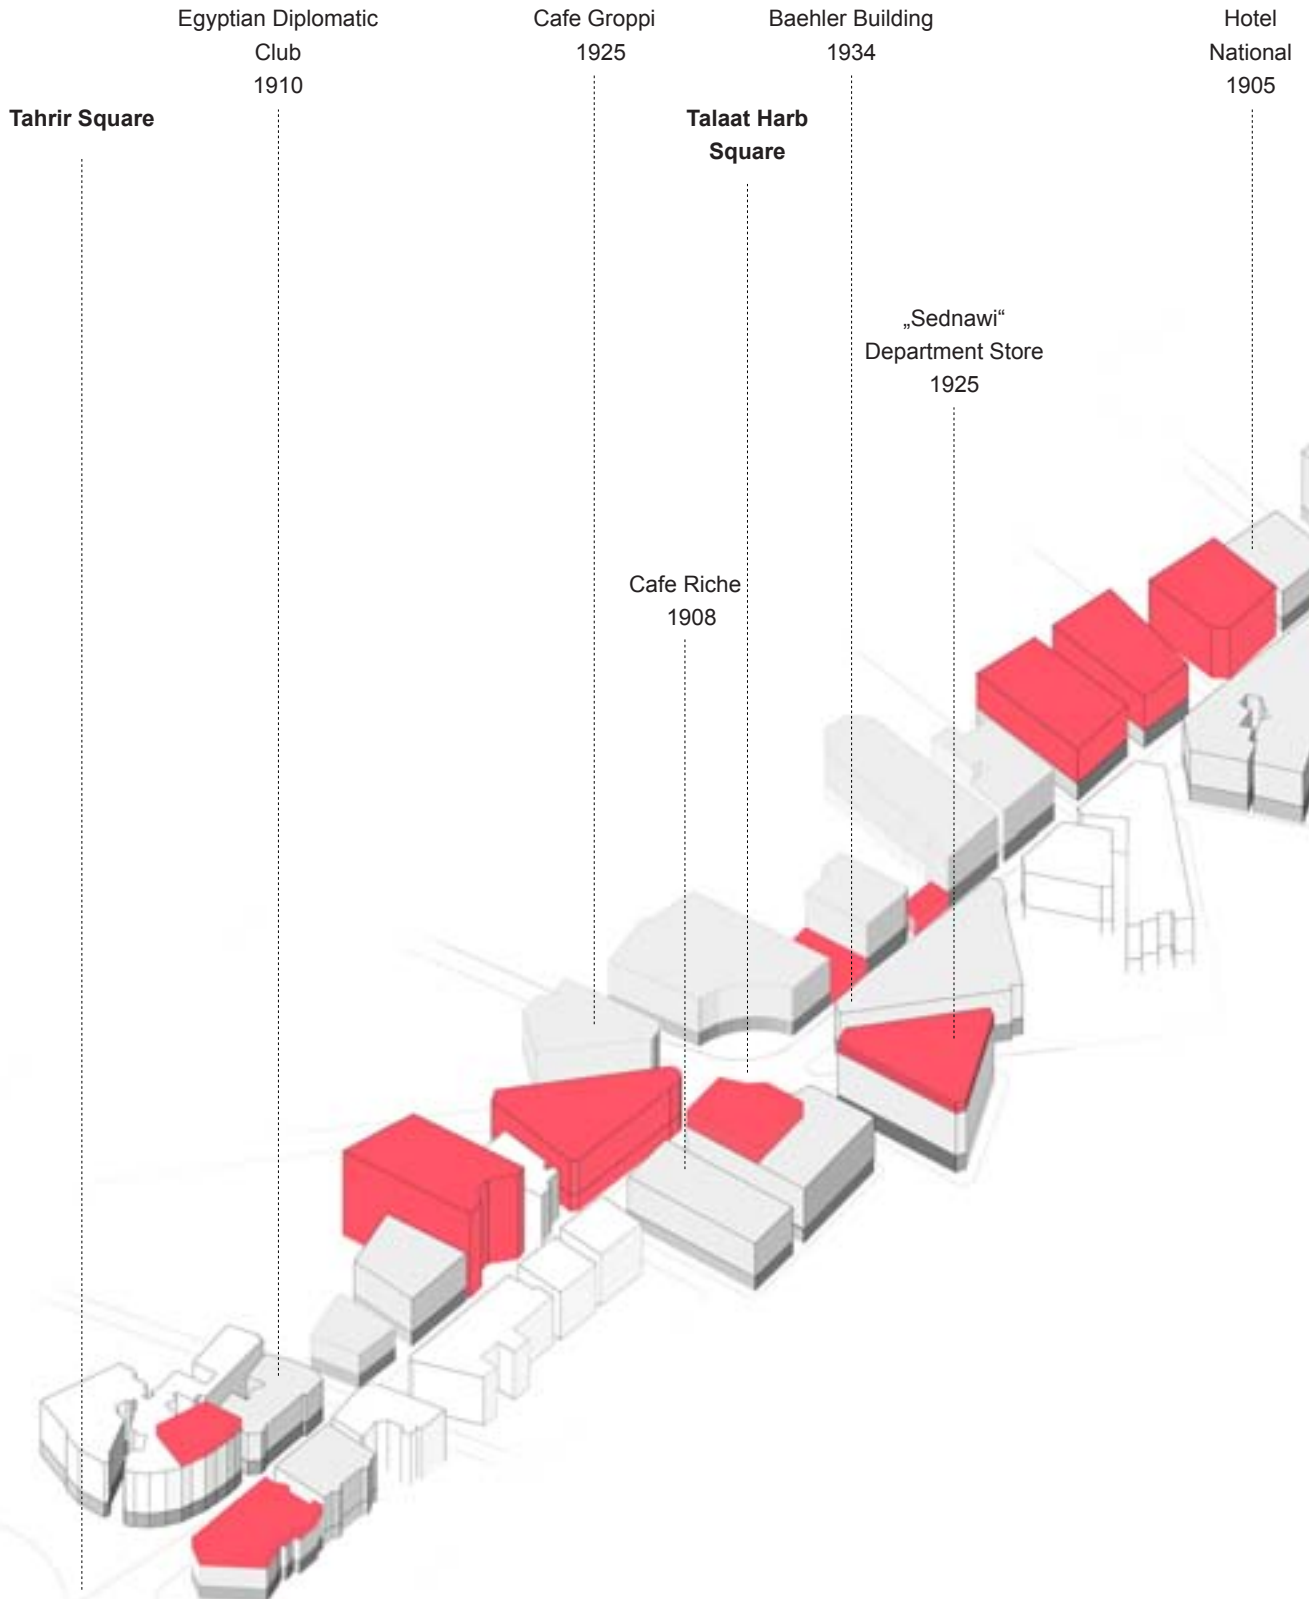 Egyptian Diplomatic
Club
1910
Cafe Groppi
1925
Baehler Building
1934
Hotel
National
1905
Tahrir Square
Talaat Harb
Square
„Sednawi“
Department Store
1925
Cafe Riche
1908